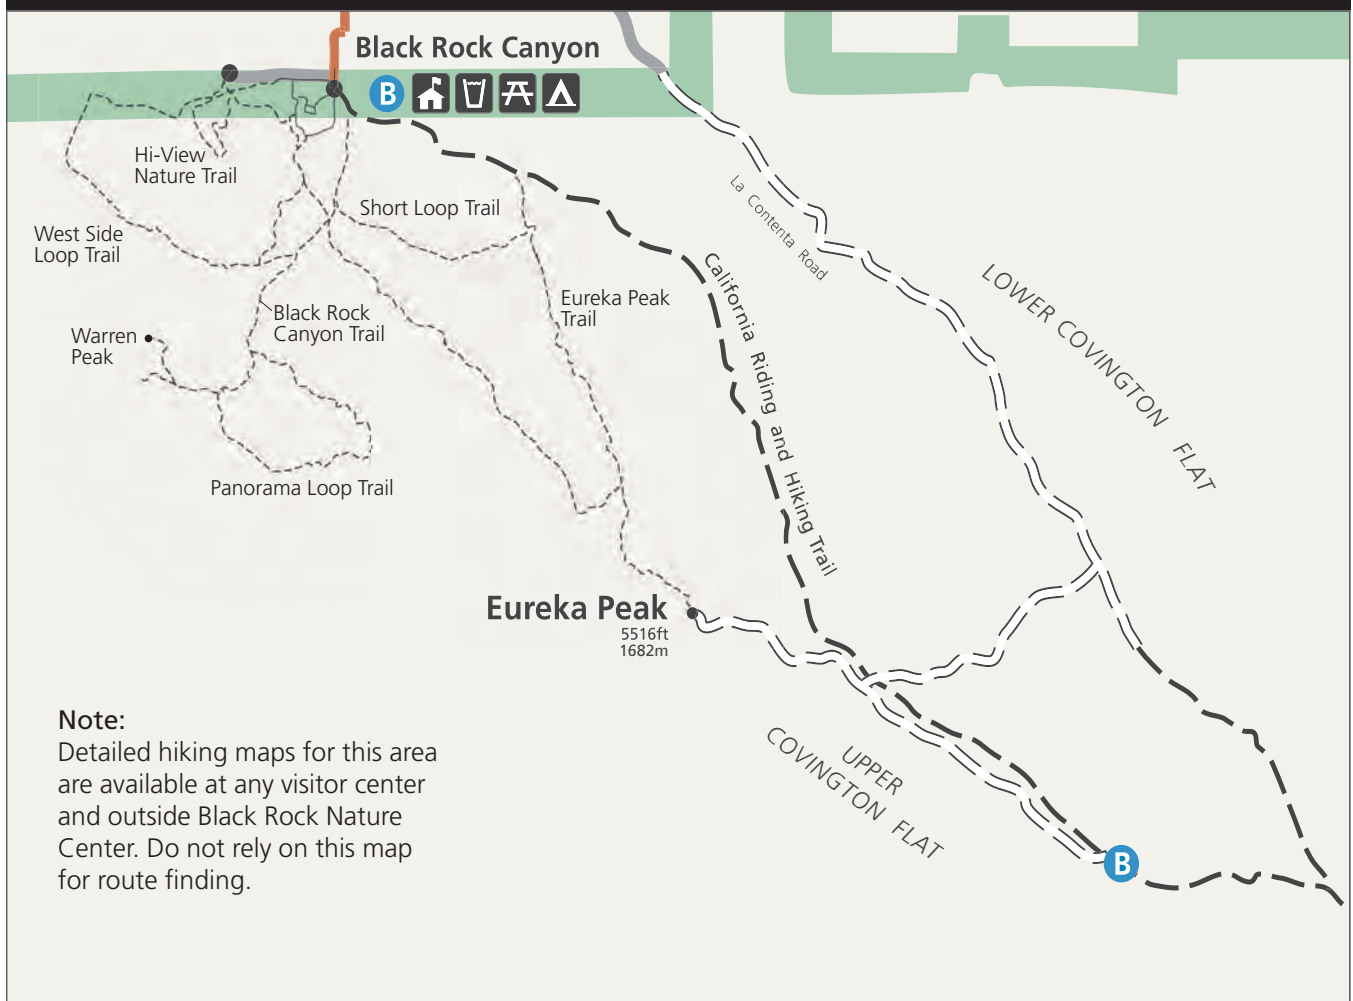 Black Rock Canyon
B
Hi-View
Nature Trail
Short Loop Trail
La Contenta Road
West Side
Loop Trail
LOWER COVINGTON FLAT
California Riding and Hiking Trail
Eureka Peak
Trail
Black Rock
Canyon Trail
Warren
Peak
Panorama Loop Trail
Eureka Peak
5516ft
1682m
Note:
Detailed hiking maps for this area
are available at any visitor center
and outside Black Rock Nature
Center. Do not rely on this map
for route finding.
UPPER
COVINGTON FLAT
B